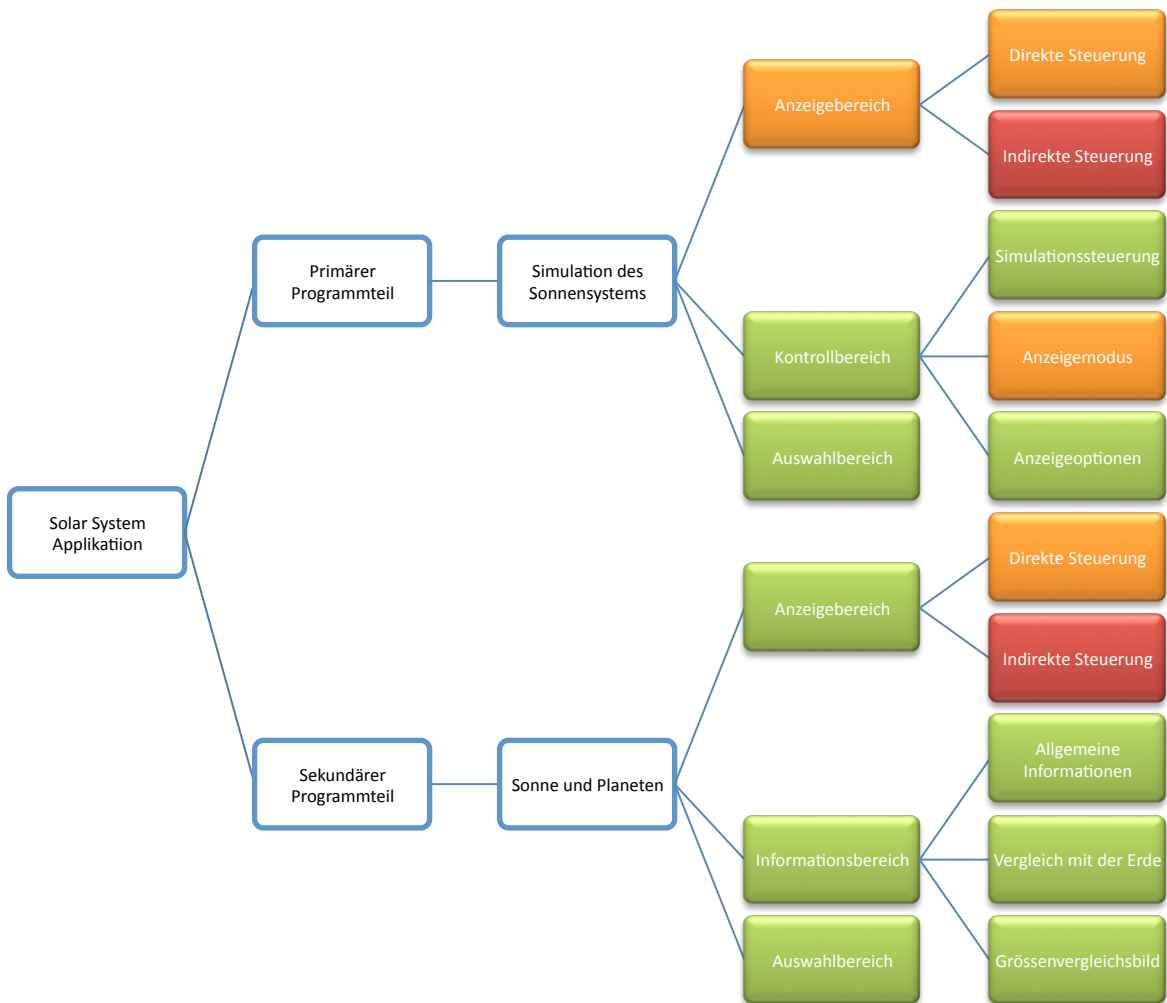 Solar System
Applikatiion
Primärer
Programmteil
Simulation des
Sonnensystems
Anzeigebereich
Direkte Steuerung
Indirekte Steuerung
Kontrollbereich
Simulationssteuerung
Anzeigemodus
Anzeigeoptionen
Auswahlbereich
Sekundärer
Programmteil
Sonne und Planeten
Anzeigebereich
Direkte Steuerung
Indirekte Steuerung
Informationsbereich
Allgemeine
Informationen
Vergleich mit der Erde
Grössenvergleichsbild
Auswahlbereich